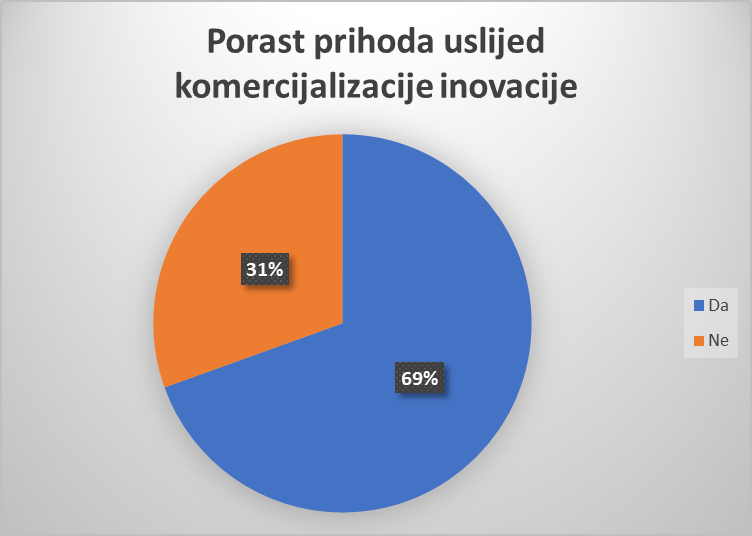 Porast prihoda uslijed
komercijalizacije inovacije
31%
69%
Da
Ne